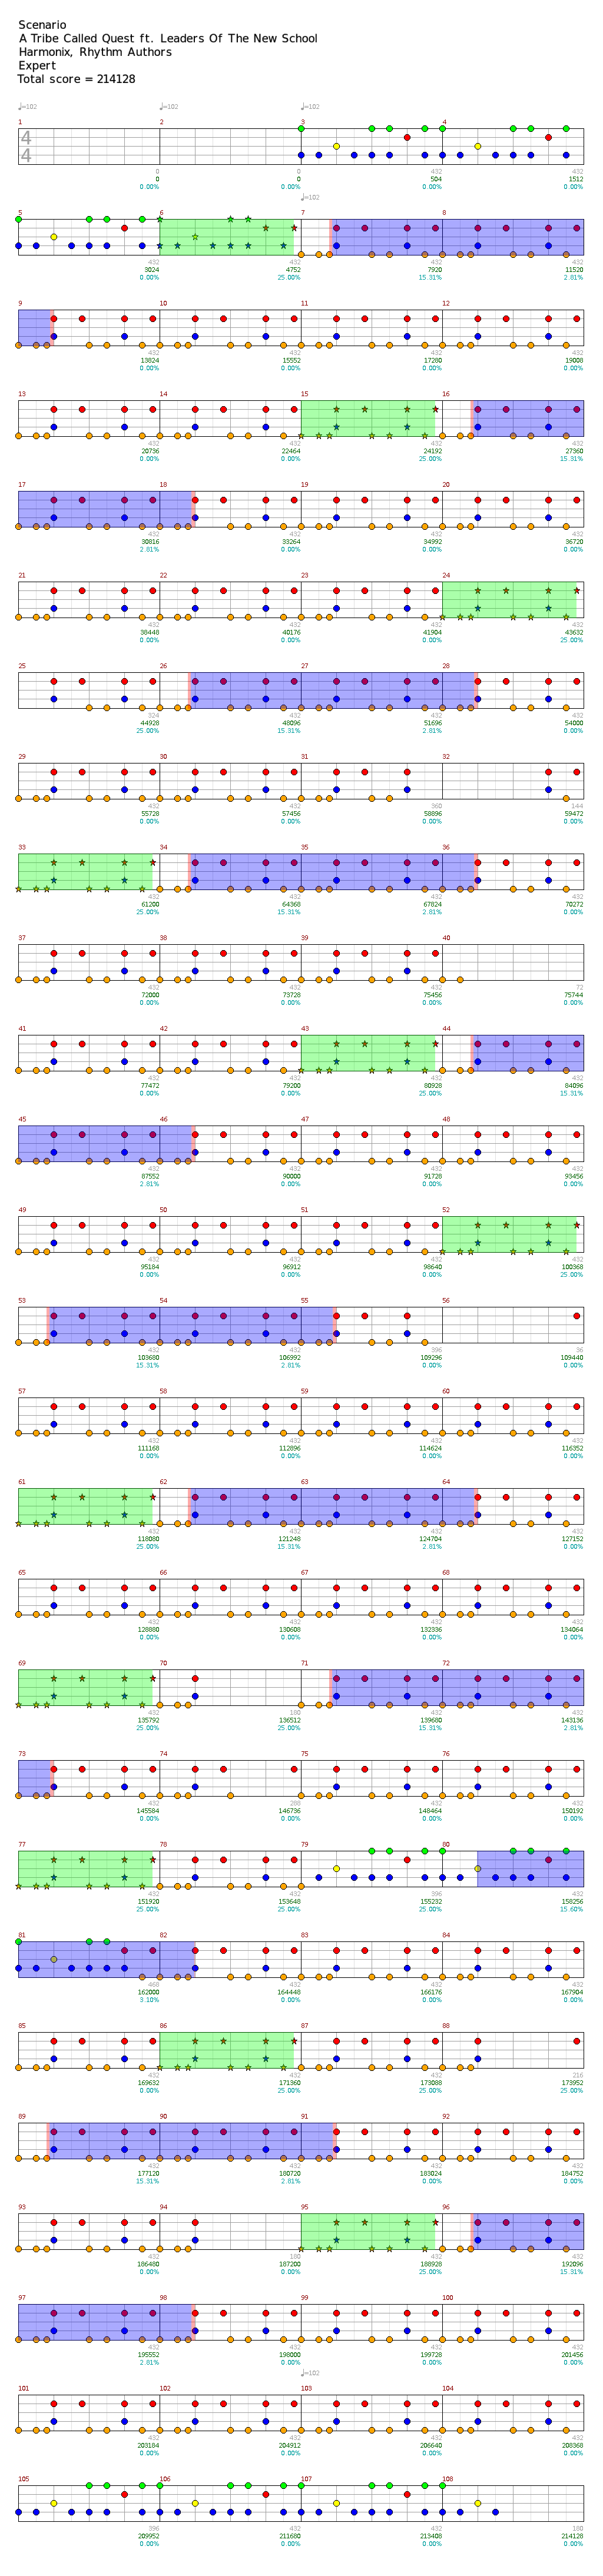 Scenario
A Tribe Called Quest ft. Leaders Of The New School
Harmonix, Rhythm Authors
Expert
Total score = 214128
♩=102 ♩=102 ♩=102
1 2 3 4
4
4
0 0 432 432
0 0 504 1512
0.00% 0.00% 0.00% 0.00%
♩=102
5 6 7 8
432 432 432 432
3024 4752 7920 11520
0.00% 25.00% 15.31% 2.81%
9 10 11 12
432 432 432 432
13824 15552 17280 19008
0.00% 0.00% 0.00% 0.00%
13 14 15 16
432 432 432 432
20736 22464 24192 27360
0.00% 0.00% 25.00% 15.31%
17 18 19 20
432 432 432 432
30816 33264 34992 36720
2.81% 0.00% 0.00% 0.00%
21 22 23 24
432 432 432 432
38448 40176 41904 43632
0.00% 0.00% 0.00% 25.00%
25 26 27 28
324 432 432 432
44928 48096 51696 54000
25.00% 15.31% 2.81% 0.00%
29 30 31 32
432 432 360 144
55728 57456 58896 59472
0.00% 0.00% 0.00% 0.00%
33 34 35 36
432 432 432 432
61200 64368 67824 70272
25.00% 15.31% 2.81% 0.00%
37 38 39 40
432 432 432 72
72000 73728 75456 75744
0.00% 0.00% 0.00% 0.00%
41 42 43 44
432 432 432 432
77472 79200 80928 84096
0.00% 0.00% 25.00% 15.31%
45 46 47 48
432 432 432 432
87552 90000 91728 93456
2.81% 0.00% 0.00% 0.00%
49 50 51 52
432 432 432 432
95184 96912 98640 100368
0.00% 0.00% 0.00% 25.00%
53 54 55 56
432 432 396 36
103680 106992 109296 109440
15.31% 2.81% 0.00% 0.00%
57 58 59 60
432 432 432 432
111168 112896 114624 116352
0.00% 0.00% 0.00% 0.00%
61 62 63 64
432 432 432 432
118080 121248 124704 127152
25.00% 15.31% 2.81% 0.00%
65 66 67 68
432 432 432 432
128880 130608 132336 134064
0.00% 0.00% 0.00% 0.00%
69 70 71 72
432 180 432 432
135792 136512 139680 143136
25.00% 25.00% 15.31% 2.81%
73 74 75 76
432 288 432 432
145584 146736 148464 150192
0.00% 0.00% 0.00% 0.00%
77 78 79 80
432 432 396 432
151920 153648 155232 158256
25.00% 25.00% 25.00% 15.60%
81 82 83 84
468 432 432 432
162000 164448 166176 167904
3.10% 0.00% 0.00% 0.00%
85 86 87 88
432 432 432 216
169632 171360 173088 173952
0.00% 25.00% 25.00% 25.00%
89 90 91 92
432 432 432 432
177120 180720 183024 184752
15.31% 2.81% 0.00% 0.00%
93 94 95 96
432 180 432 432
186480 187200 188928 192096
0.00% 0.00% 25.00% 15.31%
97 98 99 100
432 432 432 432
195552 198000 199728 201456
2.81% 0.00% 0.00% 0.00%
♩=102
101 102 103 104
432 432 432 432
203184 204912 206640 208368
0.00% 0.00% 0.00% 0.00%
105 106 107 108
396 432 432 180
209952 211680 213408 214128
0.00% 0.00% 0.00% 0.00%